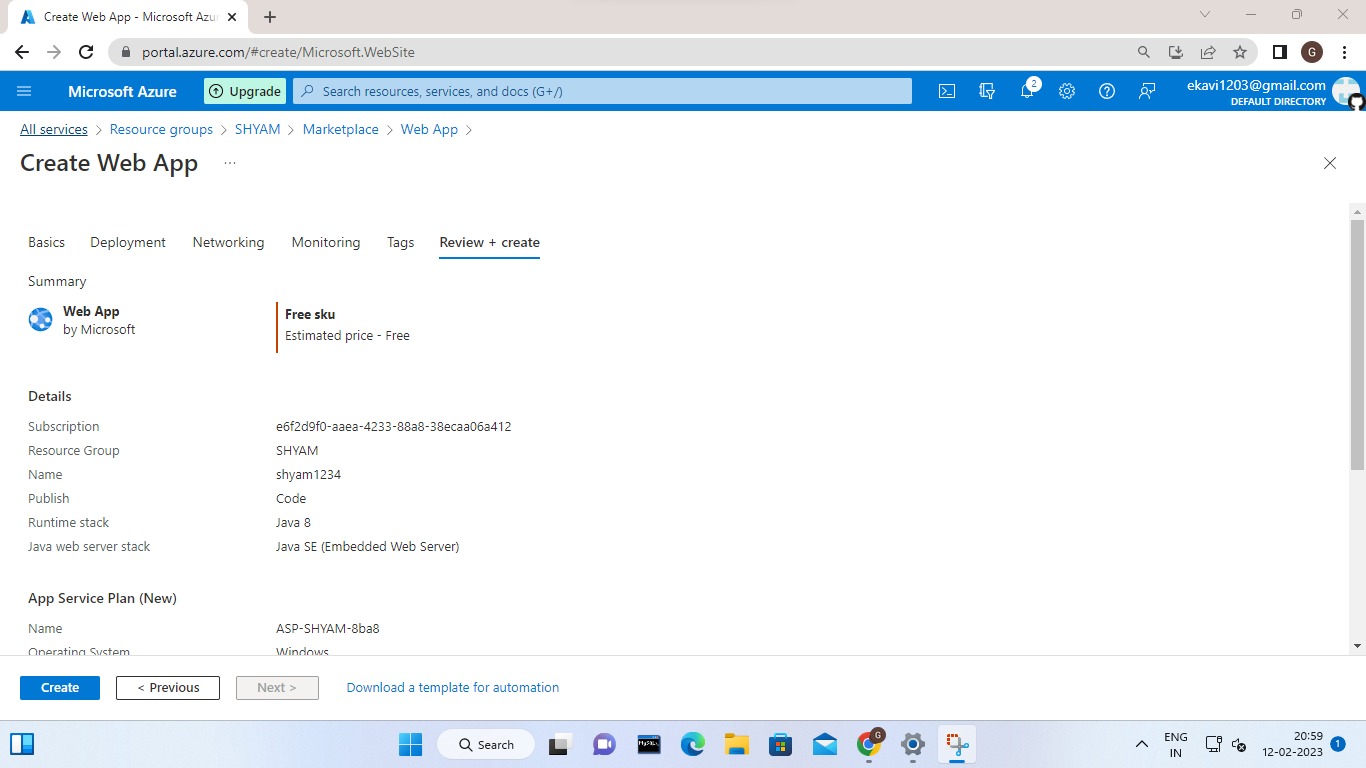 Create Web App - Microsoft Azu
portal.azure.com/#create/Microsoft.WebSite
G
Microsoft Azure
Upgrade
Search resources, services, and docs (G+/)
2
ekavi1203@gmail.com
DEFAULT DIRECTORY
All services > Resource groups > SHYAM > Marketplace > Web App >
Create Web App ...
Basics Deployment Networking Monitoring Tags Review + create
Summary
Web App
by Microsoft
Free sku
Estimated price - Free
Details
Subscription e6f2d9f0-aaea-4233-88a8-38ecaa06a412
Resource Group SHYAM
Name shyam1234
Publish Code
Runtime stack Java 8
Java web server stack Java SE (Embedded Web Server)
App Service Plan (New)
Name ASP-SHYAM-8ba8
Operating System Windows
Create < Previous Next > Download a template for automation
Search
MySQL
G
ENG
IN
20:59
12-02-2023
1